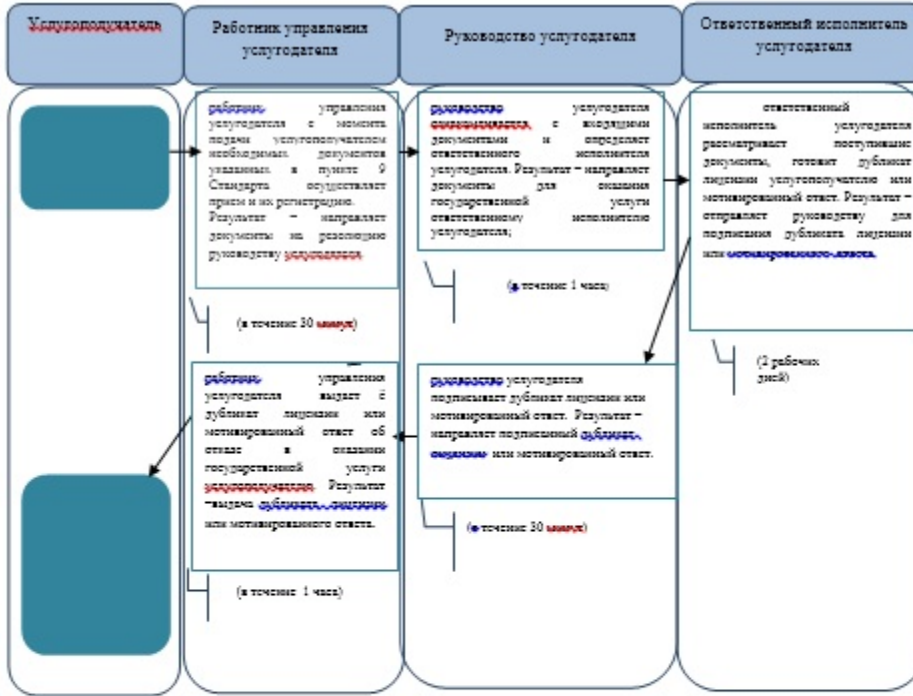 Услугополучатель
Работник управления
услугодателя
Руководство услугодателя
Ответственный исполнитель
услугодателя
работник управления
услугодателя с момента
подачи услугополучателем
необходимых документов
указанных в пункте 9
Стандарта осуществляет
прием и их регистрацию.
Результат – направляет
документы на резолюцию
руководству услугодателя
(в течение 30 минут)
руководство услугодателя
ознакамливается с входящими
документами и определяет
ответственного исполнителя
услугодателя. Результат – направляет
документы для оказания
государственной услуги
ответственному исполнителю
услугодателя;
(в течение 1 часа)
ответственный
исполнитель услугодателя
рассматривает поступившие
документы, готовит дубликат
лицензии услугополучателю или
мотивированный ответ. Результат –
отправляет руководству для
подписания дубликата лицензии
или мотивированного ответа.
(2 рабочих
дней)
руководство услугодателя
подписывает дубликат лицензии или
мотивированный ответ. Результат –
направляет подписанный дубликат
или мотивированный ответ.
(в течение 30 минут)
работник управления
услугодателя выдает
дубликат лицензии или
мотивированный ответ об
отказе в оказании
государственной услуги
услугополучателю. Результат
–выдача дубликата лицензии
или мотивированного ответа.
(в течение 1 часа)